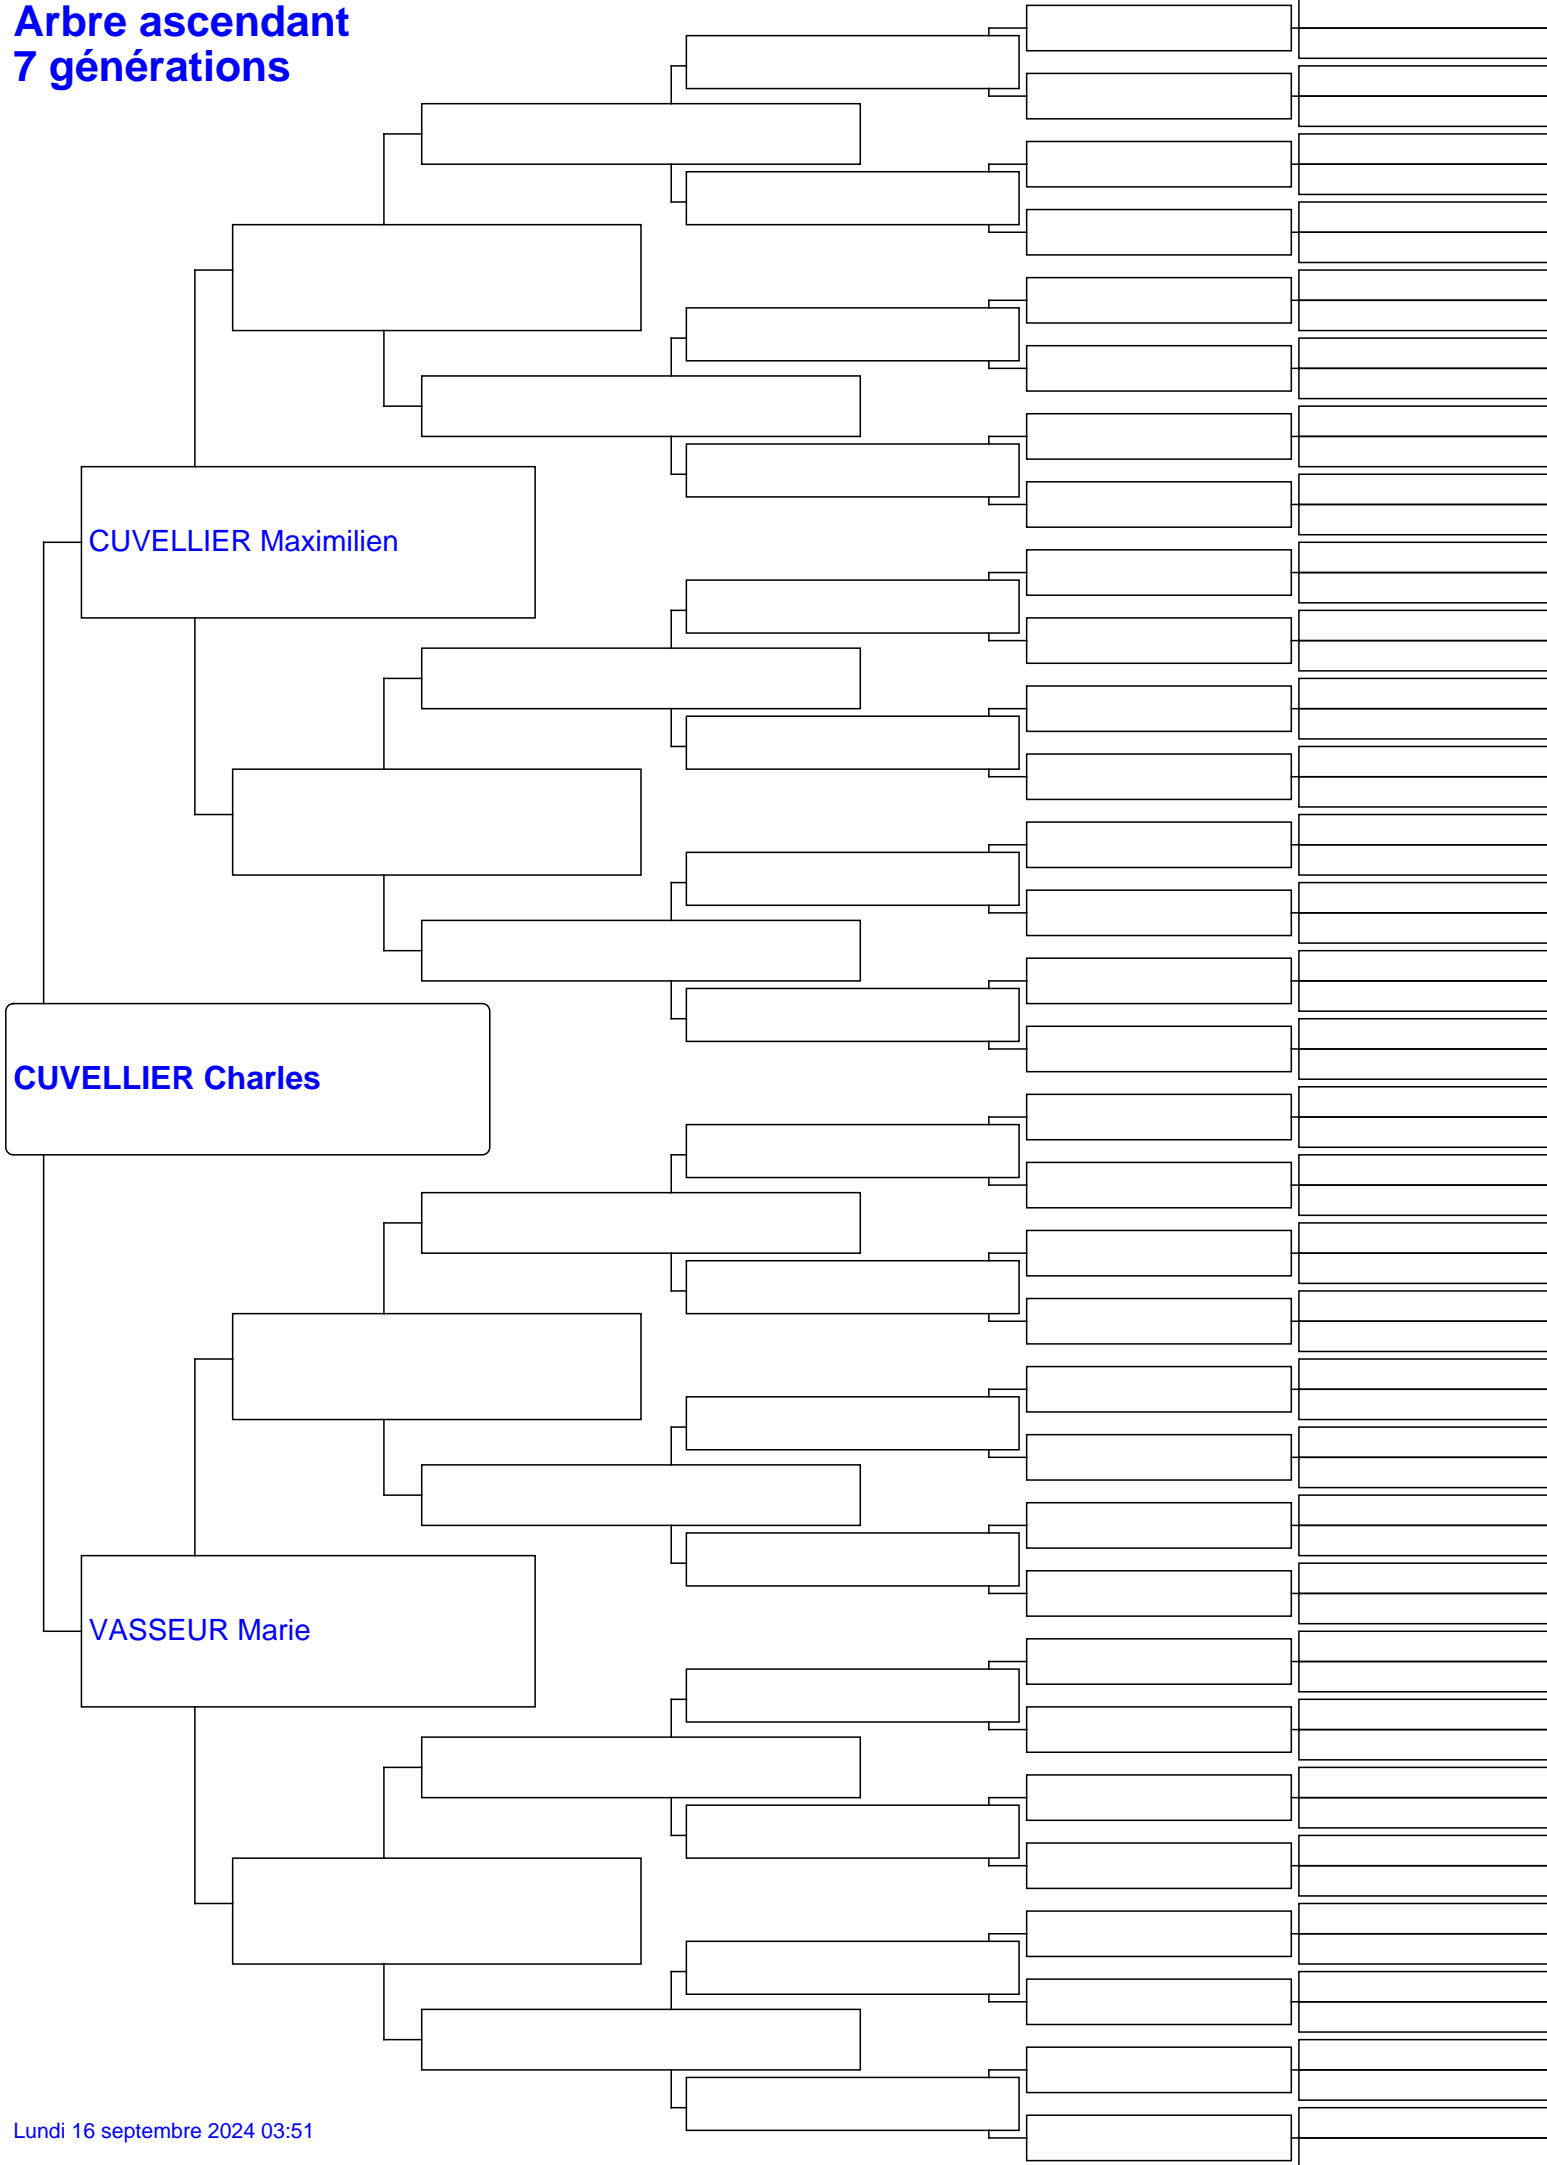 Arbre ascendant
7 générations
CUVELLIER Maximilien
CUVELLIER Charles
VASSEUR Marie
Lundi 16 septembre 2024 03:51